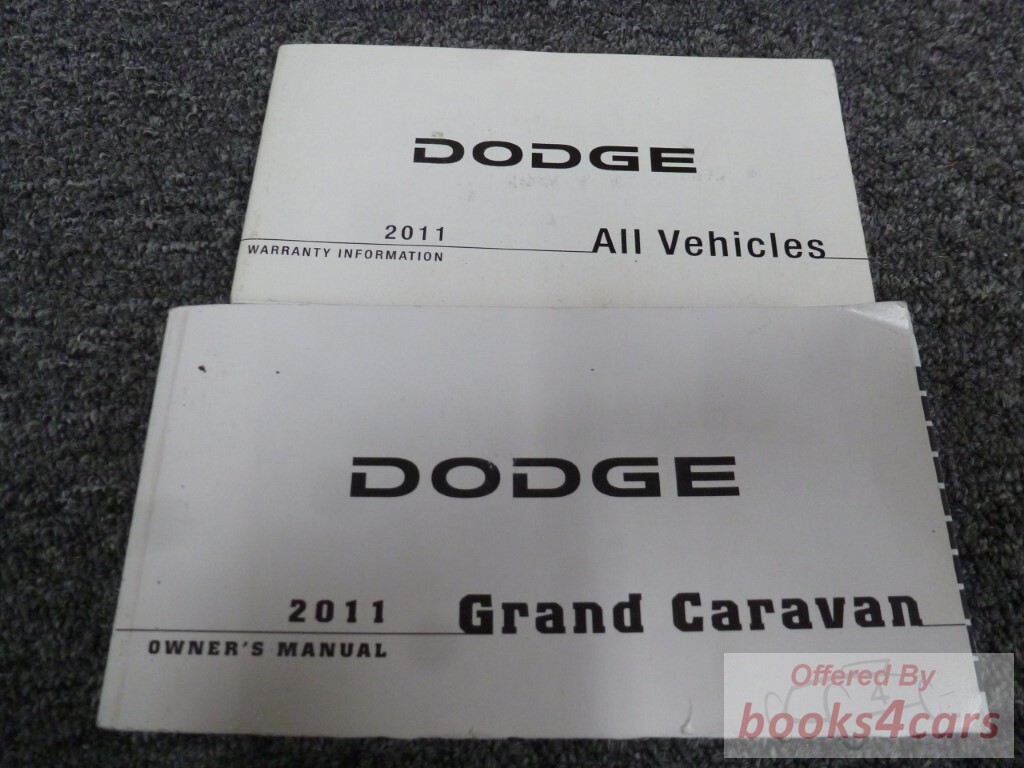 DODGE
2011
WARRANTY INFORMATION
All Vehicles
DODGE
2011
OWNER'S MANUAL
Grand Caravan
Offered By
books4cars